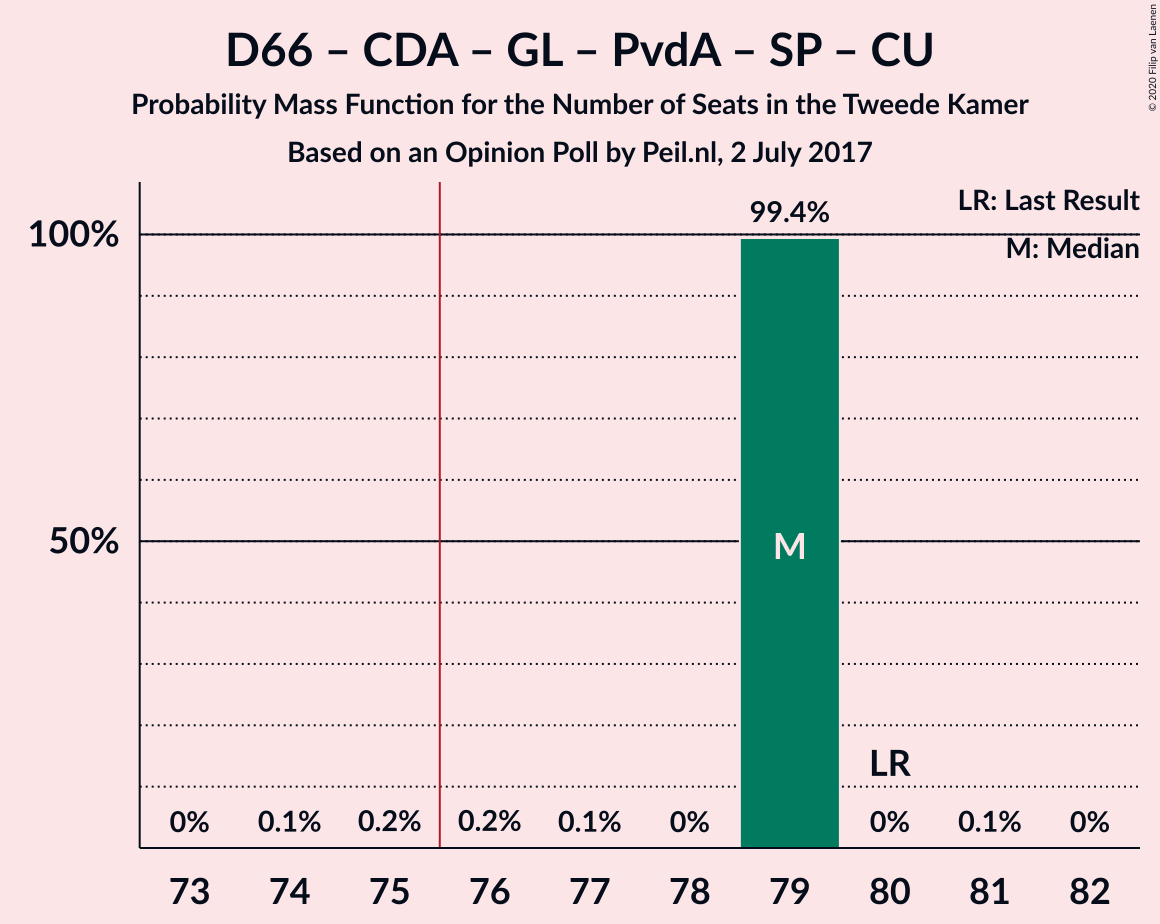 D66 – CDA – GL – PvdA – SP – CU
Probability Mass Function for the Number of Seats in the Tweede Kamer
Based on an Opinion Poll by Peil.nl, 2 July 2017
© 2020 Filip van Laenen
LR: Last Result
M: Median
99.4%
100%
50%
M
LR
0% 0.1% 0.2% 0.2% 0.1% 0% 0% 0.1% 0%
73 74 75 76 77 78 79 80 81 82